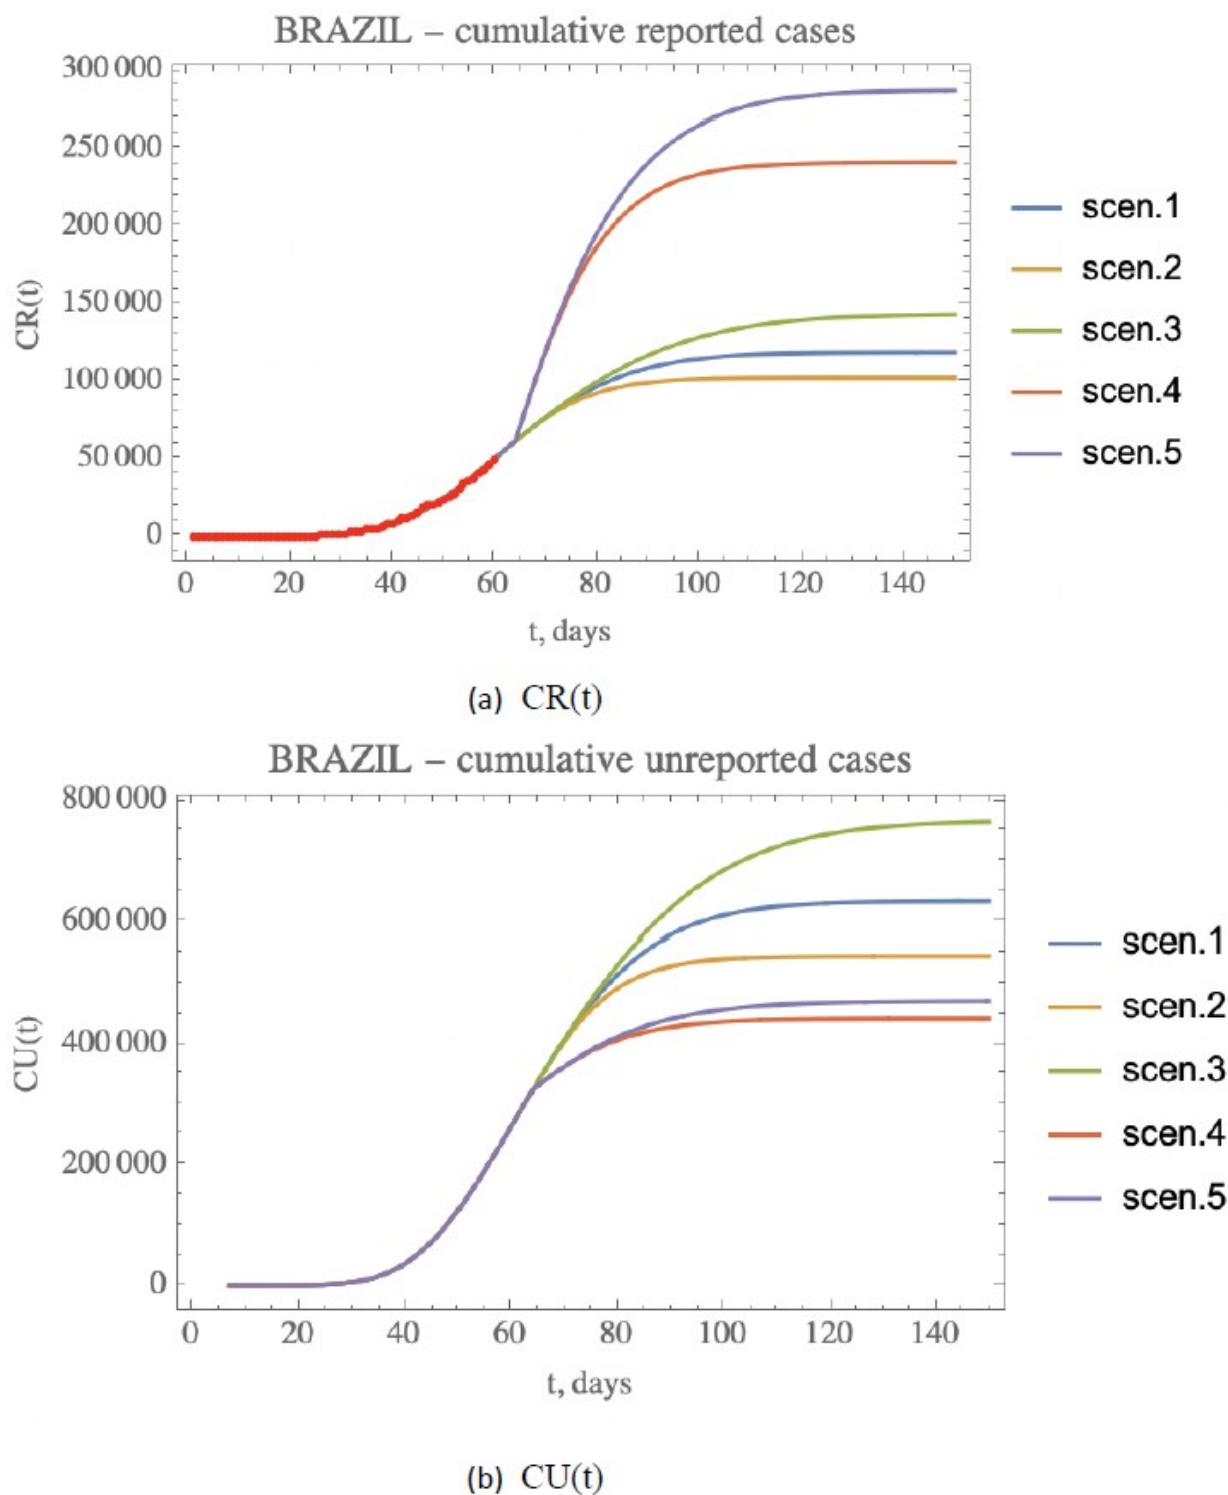 BRAZIL – cumulative reported cases
300 000
250 000
200 000
150 000
100 000
50 000
0
CR(t)
0 20 40 60 80 100 120 140
t, days
scen.1
scen.2
scen.3
scen.4
scen.5
(a) CR(t)
BRAZIL – cumulative unreported cases
800 000
600 000
400 000
200 000
0
CU(t)
0 20 40 60 80 100 120 140
t, days
scen.1
scen.2
scen.3
scen.4
scen.5
(b) CU(t)